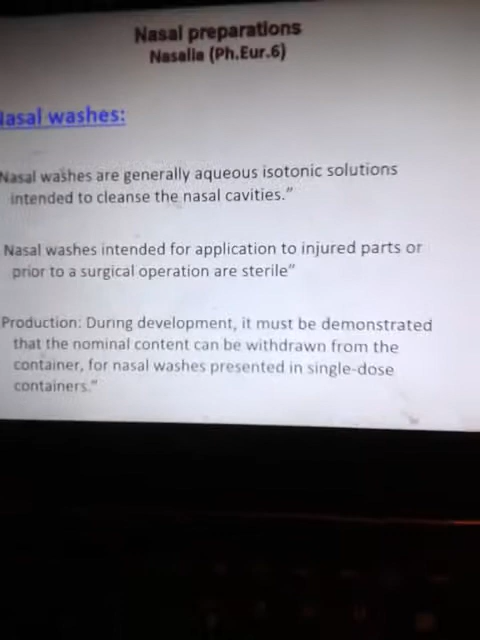 Nasal preparations
Nasalia (Ph.Eur.6)
Nasal washes:
Nasal washes are generally aqueous isotonic solutions
intended to cleanse the nasal cavities."
Nasal washes intended for application to injured parts or
prior to a surgical operation are sterile"
Production: During development, it must be demonstrated
that the nominal content can be withdrawn from the
container, for nasal washes presented in single-dose
containers."